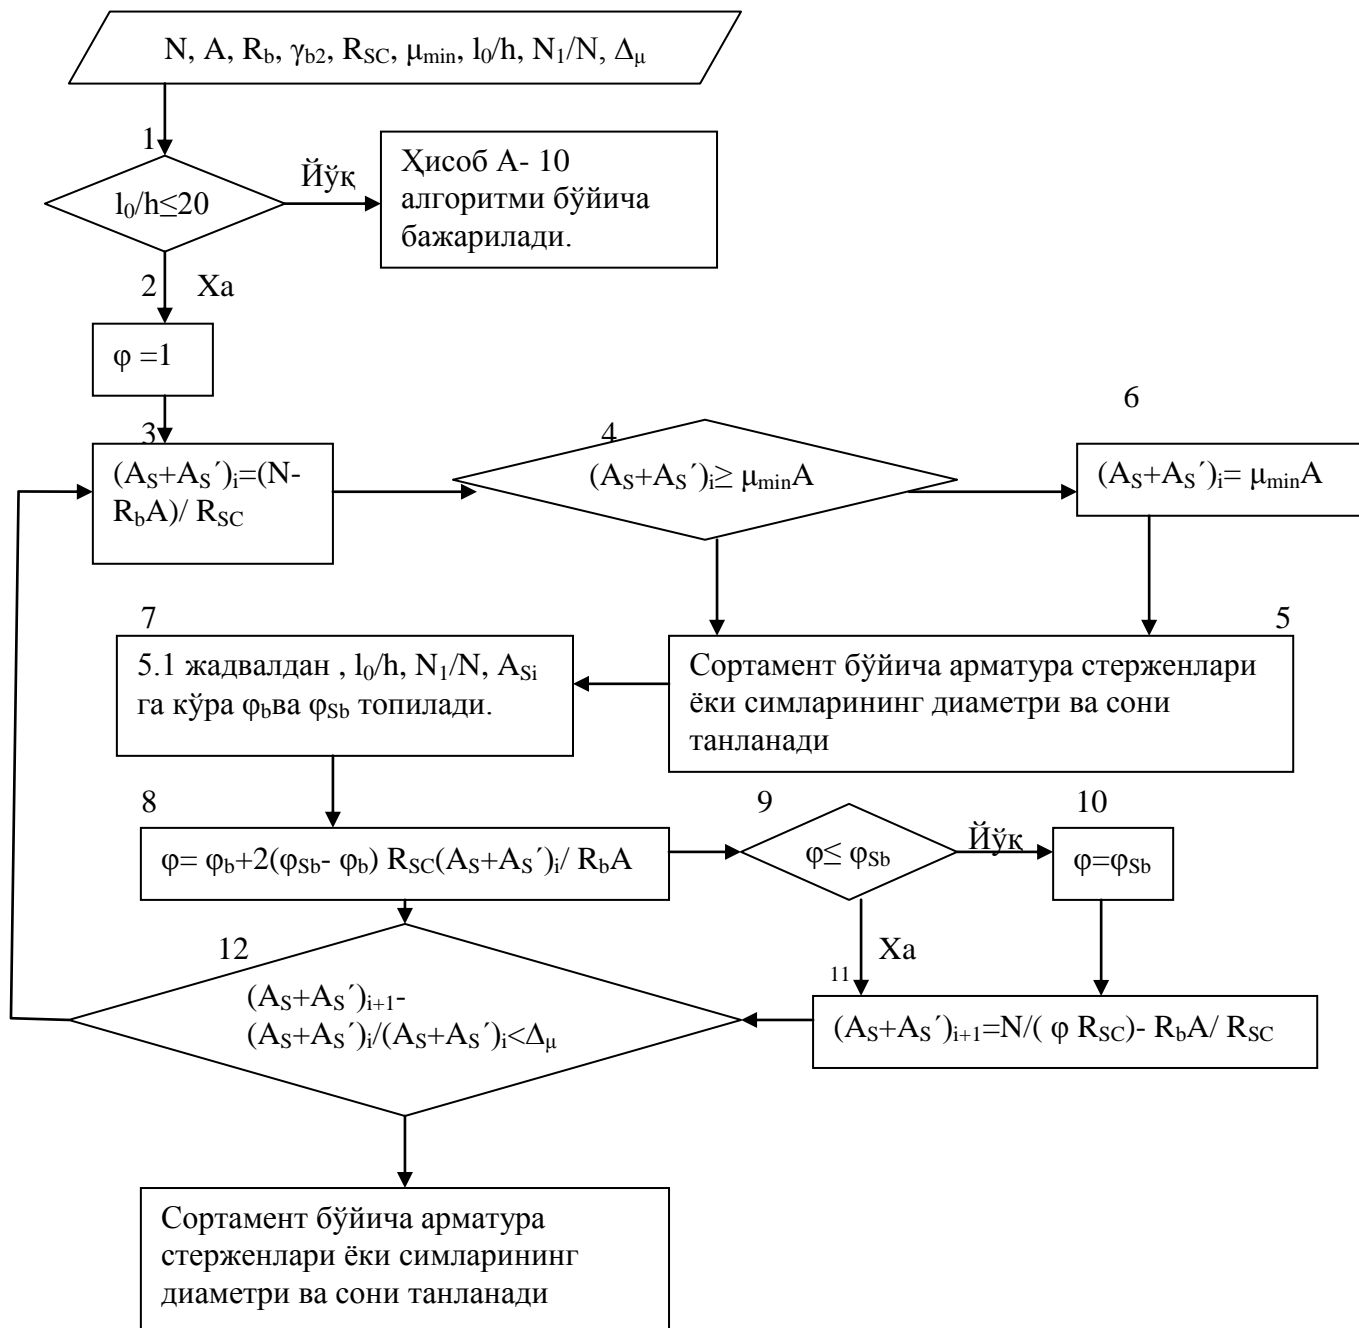 N, A, R_b, γ_b2, R_SC, μ_min, l_0/h, N_1/N, Δ_μ
1
l_0/h≤20
Йўқ
Ҳисоб А- 10
алгоритми бўйича
бажарилади.
2
Ха
φ =1
3
(A_S+A_S´)_i=(N-
R_bA)/ R_SC
4
(A_S+A_S´)_i≥ μ_minA
6
(A_S+A_S´)_i= μ_minA
5
Сортамент бўйича арматура стерженлари
ёки симларининг диаметри ва сони
танланади
7
5.1 жадвалдан , l_0/h, N_1/N, A_Si
га кўра φ_bва φ_Sb топилади.
8
φ= φ_b+2(φ_Sb- φ_b) R_SC(A_S+A_S´)_i/ R_bA
9
φ≤ φ_Sb
Йўқ
10
φ=φ_Sb
Ха
11
(A_S+A_S´)_i+1=N/( φ R_SC)- R_bA/ R_SC
12
(A_S+A_S´)_i+1-
(A_S+A_S´)_i/(A_S+A_S´)_i<Δ_μ
Сортамент бўйича арматура
стерженлари ёки симларининг
диаметри ва сони танланади